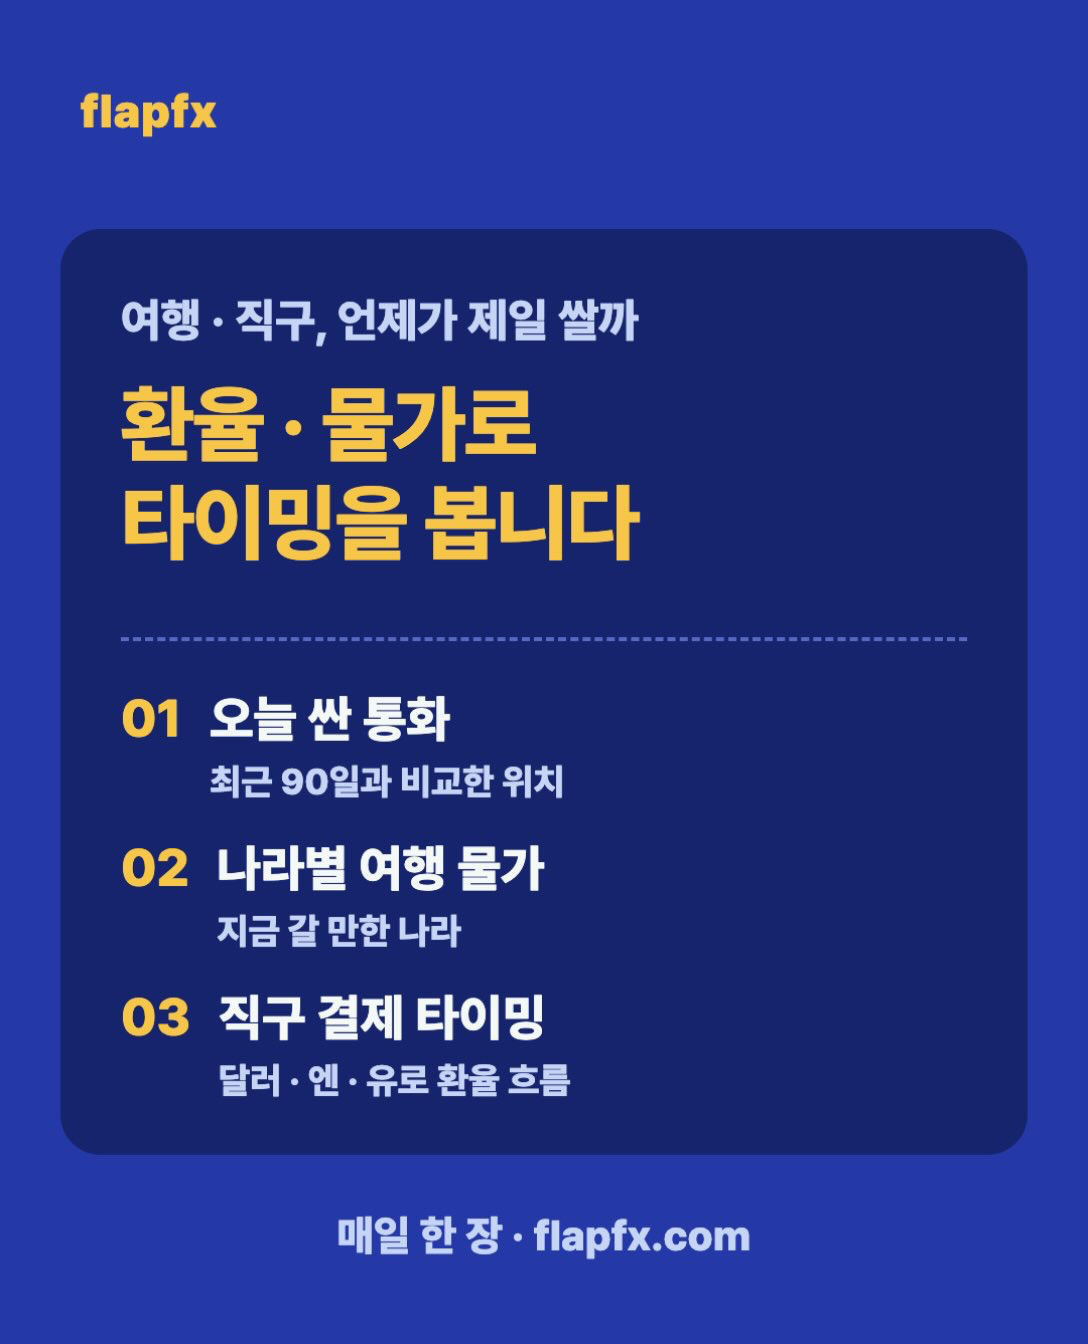 flapfx
여행 · 직구, 언제가 제일 쌀까
환율 · 물가로
타이밍을 봅니다
01 오늘 싼 통화
최근 90일과 비교한 위치
02 나라별 여행 물가
지금 갈 만한 나라
03 직구 결제 타이밍
달러 · 엔 · 유로 환율 흐름
매일 한 장 · flapfx.com